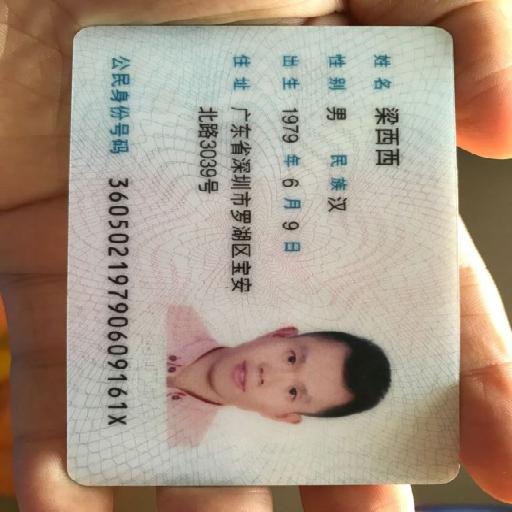 姓名 梁西西
性别 男 民族 汉
出生 1979 年 6 月 9 日
住址 广东省深圳市罗湖区宝安
北路3039号
公民身份号码 36050219790609161X